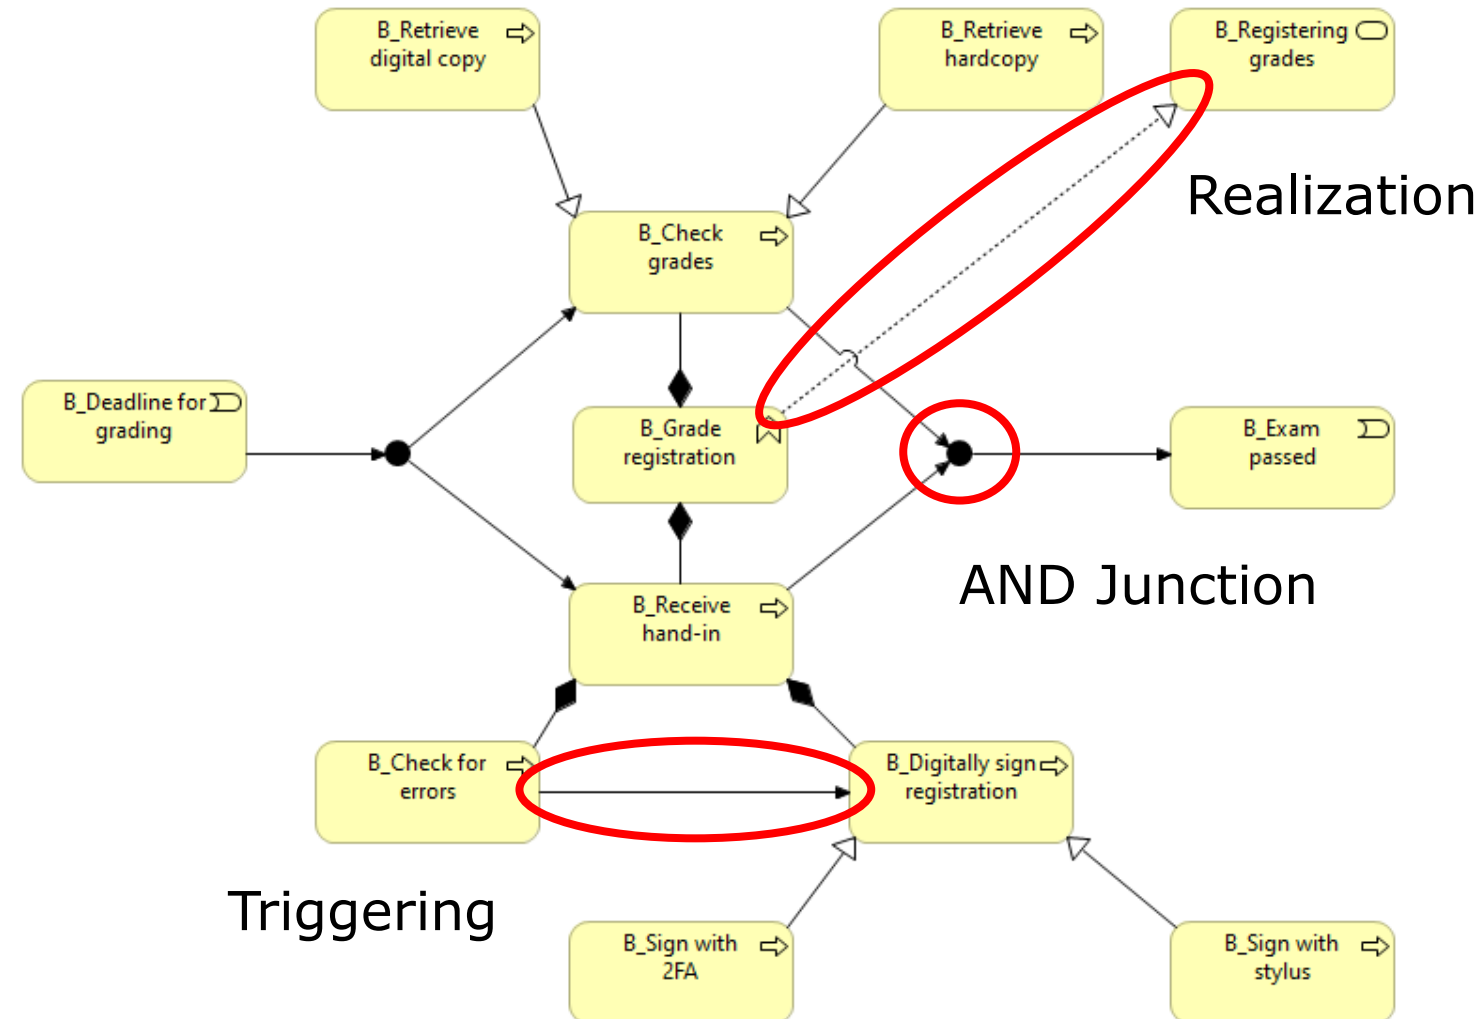 B_Retrieve
digital copy
B_Retrieve
hardcopy
B_Registering
grades
Realization
B_Check
grades
B_Deadline for
grading
B_Grade
registration
B_Exam
passed
AND Junction
B_Receive
hand-in
B_Check for
errors
B_Digitally sign
registration
Triggering
B_Sign with
2FA
B_Sign with
stylus